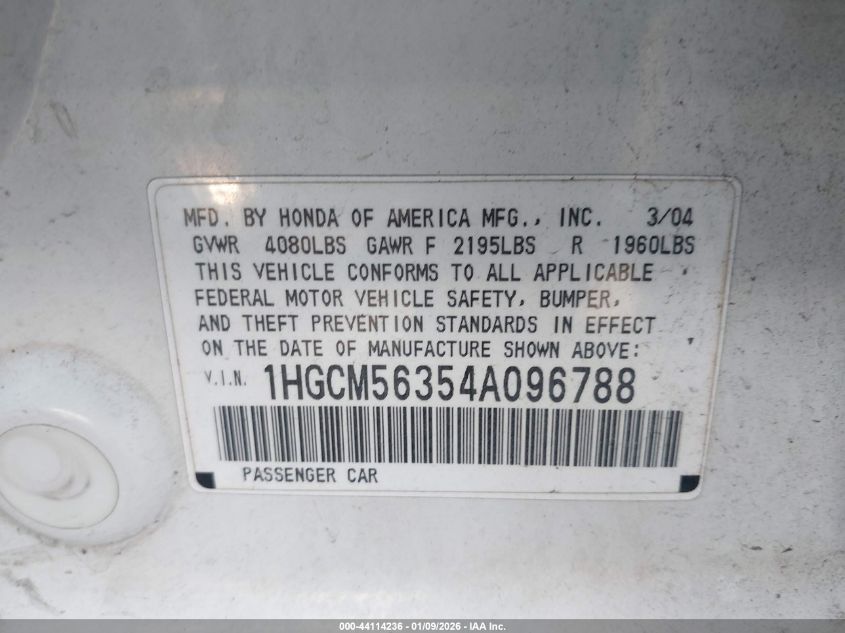 MFD. BY HONDA OF AMERICA MFG., INC. 3/04
GVWR 4080LBS GAWR F 2195LBS R 1960LBS
THIS VEHICLE CONFORMS TO ALL APPLICABLE
FEDERAL MOTOR VEHICLE SAFETY, BUMPER,
AND THEFT PREVENTION STANDARDS IN EFFECT
ON THE DATE OF MANUFACTURE SHOWN ABOVE:
V.I.N. 1HGCM56354A096788
PASSENGER CAR
000-44114236 - 01/09/2026 - IAA Inc.